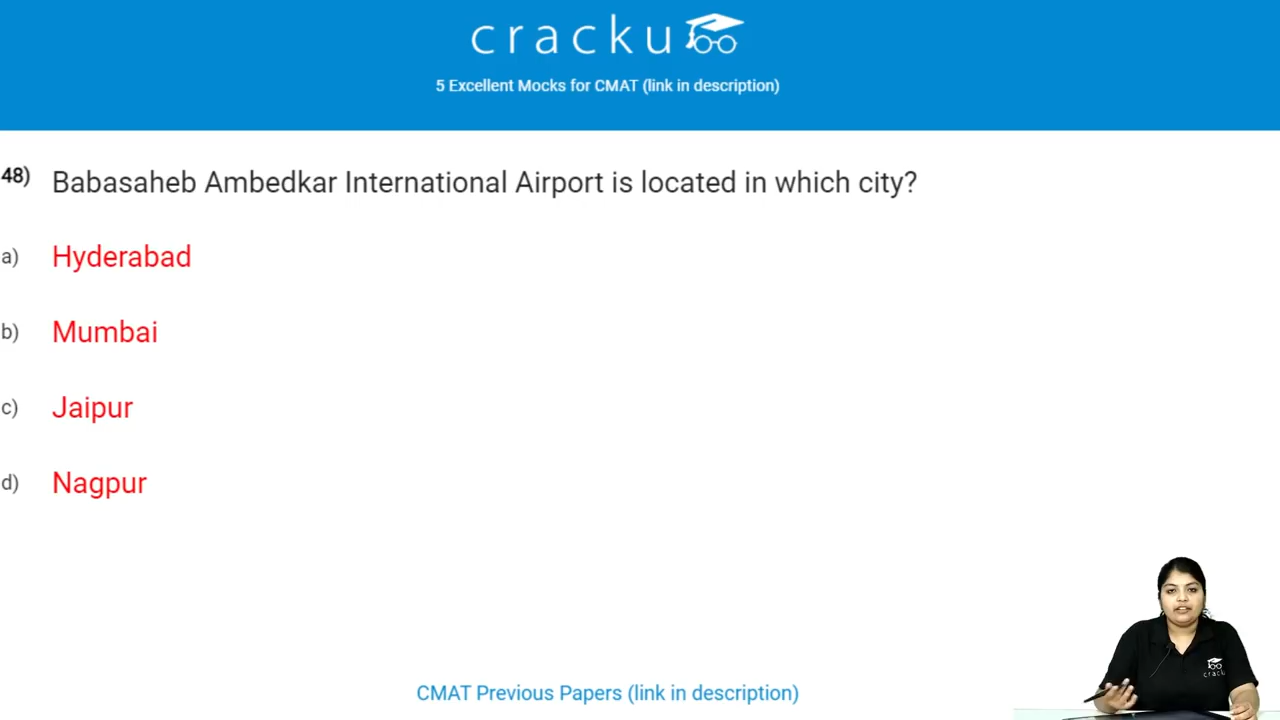 cracku
5 Excellent Mocks for CMAT (link in description)
48) Babasaheb Ambedkar International Airport is located in which city?
a) Hyderabad
b) Mumbai
c) Jaipur
d) Nagpur
cracku
CMAT Previous Papers (link in description)